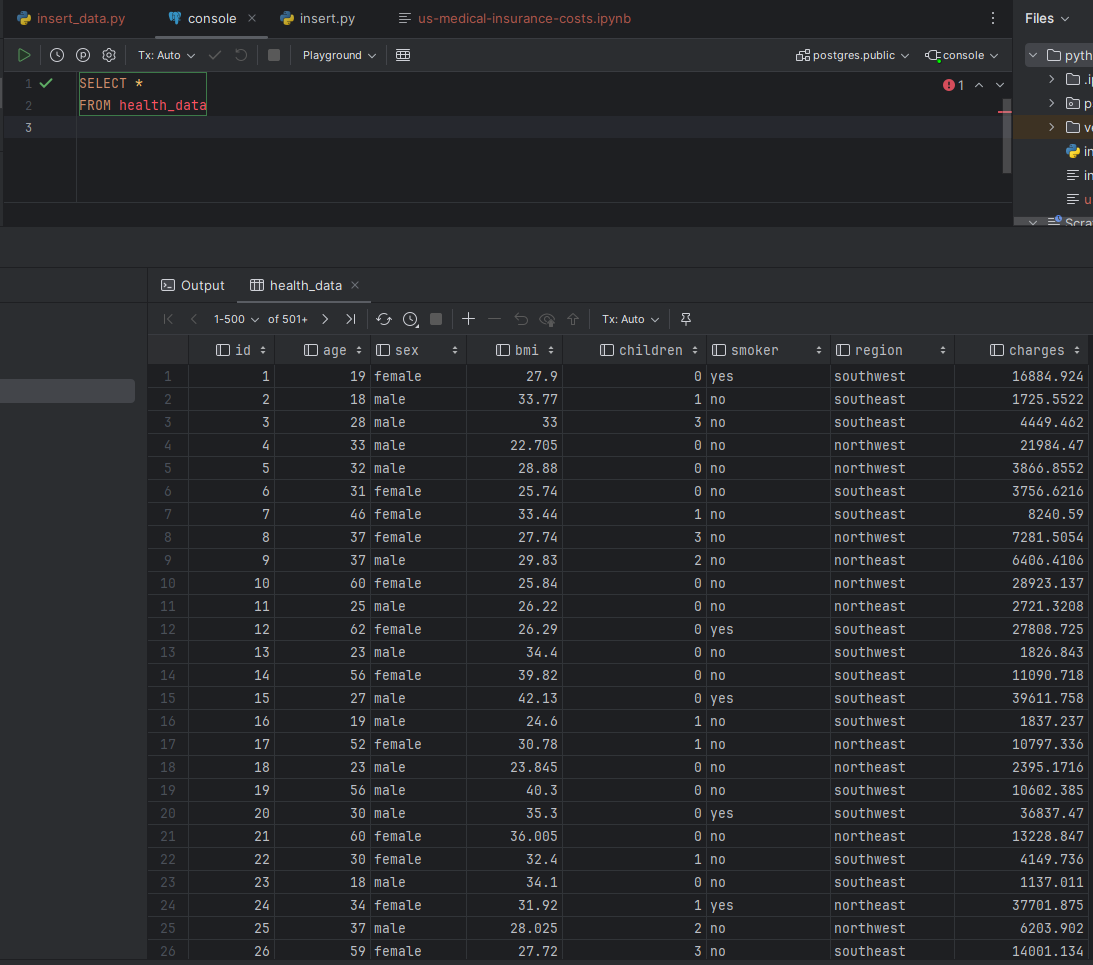 insert_data.py console insert.py us-medical-insurance-costs.ipynb Files
Tx: Auto Playground postgres.public console pyth
1 SELECT * 1 .i
2 FROM health_data p
3 ve
in
in
u
Scra
Output health_data
1-500 of 501+ Tx: Auto
id age sex bmi children smoker region charges
1 1 19 female 27.9 0 yes southwest 16884.924
2 2 18 male 33.77 1 no southeast 1725.5522
3 3 28 male 33 3 no southeast 4449.462
4 4 33 male 22.705 0 no northwest 21984.47
5 5 32 male 28.88 0 no northwest 3866.8552
6 6 31 female 25.74 0 no southeast 3756.6216
7 7 46 female 33.44 1 no southeast 8240.59
8 8 37 female 27.74 3 no northwest 7281.5054
9 9 37 male 29.83 2 no northeast 6406.4106
10 10 60 female 25.84 0 no northwest 28923.137
11 11 25 male 26.22 0 no northeast 2721.3208
12 12 62 female 26.29 0 yes southeast 27808.725
13 13 23 male 34.4 0 no southwest 1826.843
14 14 56 female 39.82 0 no southeast 11090.718
15 15 27 male 42.13 0 yes southeast 39611.758
16 16 19 male 24.6 1 no southwest 1837.237
17 17 52 female 30.78 1 no northeast 10797.336
18 18 23 male 23.845 0 no northeast 2395.1716
19 19 56 male 40.3 0 no southwest 10602.385
20 20 30 male 35.3 0 yes southwest 36837.47
21 21 60 female 36.005 0 no northeast 13228.847
22 22 30 female 32.4 1 no southwest 4149.736
23 23 18 male 34.1 0 no southeast 1137.011
24 24 34 female 31.92 1 yes northeast 37701.875
25 25 37 male 28.025 2 no northwest 6203.902
26 26 59 female 27.72 3 no southeast 14001.134